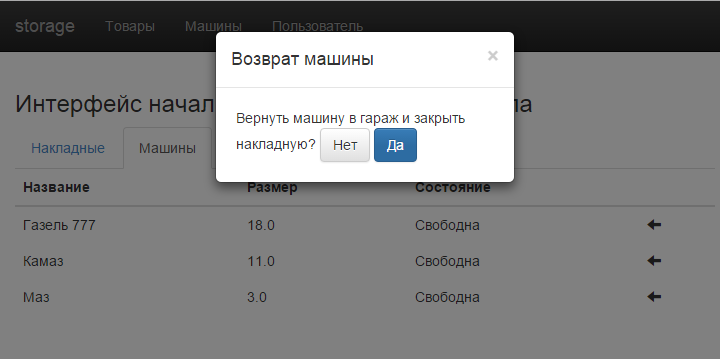 storage Товары Машины Пользователь
Возврат машины ×
Интерфейс начал ла
Вернуть машину в гараж и закрыть
накладную? Нет Да
Накладные Машины
Название Размер Состояние
Газель 777 18.0 Свободна
Камаз 11.0 Свободна
Маз 3.0 Свободна